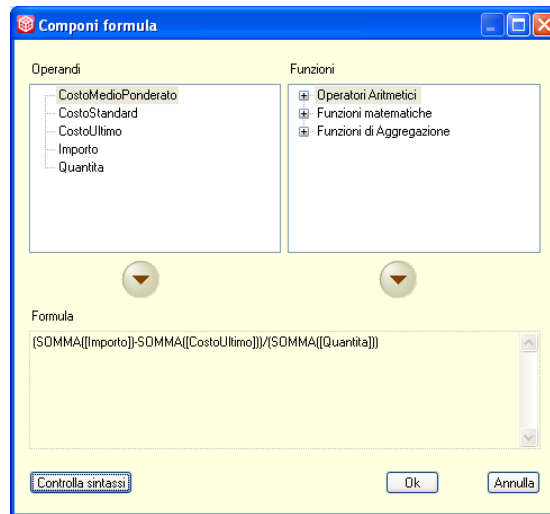 Componi formula
Operandi
Funzioni
CostoMedioPonderato
CostoStandard
CostoUltimo
Importo
Quantita
Operatori Aritmetici
Funzioni matematiche
Funzioni di Aggregazione
Formula
(SOMMA([Importo])-SOMMA([CostoUltimo]))/(SOMMA([Quantita]))
Controlla sintassi
Ok
Annulla